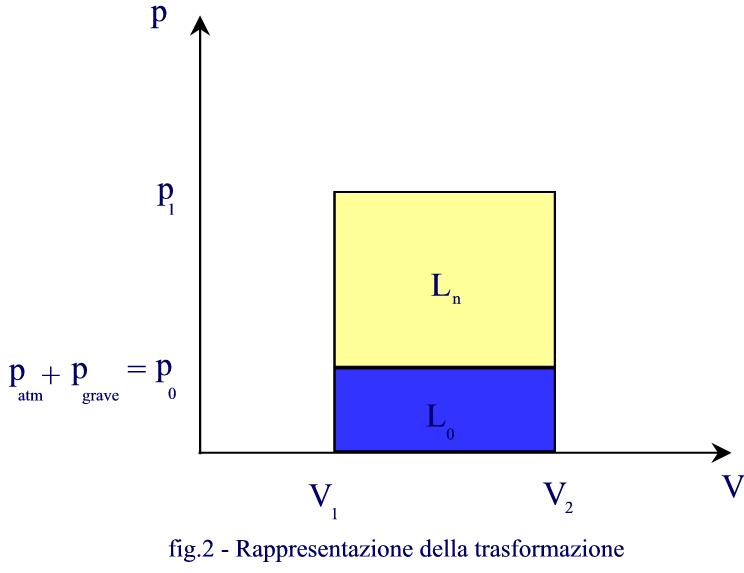 p
p1
Ln
patm + pgrave = p0
L0
V1 V2 V
fig.2 - Rappresentazione della trasformazione